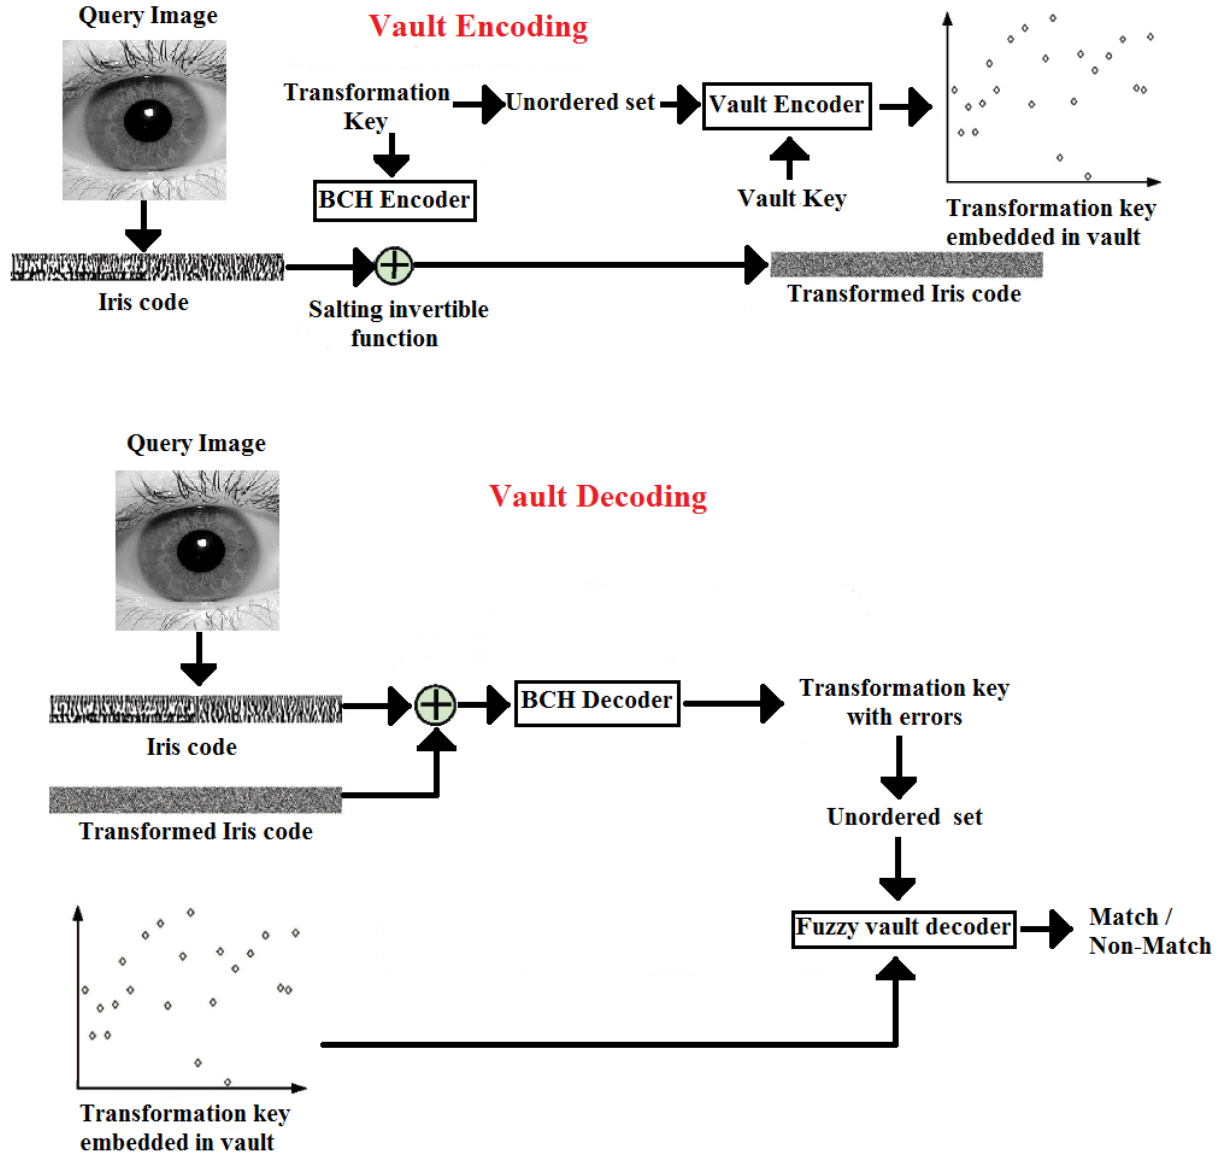 Query Image
Vault Encoding
Transformation
Key
Unordered set
Vault Encoder
BCH Encoder
Vault Key
Transformation key
embedded in vault
Iris code
Salting invertible
function
Transformed Iris code
Query Image
Vault Decoding
BCH Decoder
Transformation key
with errors
Iris code
Transformed Iris code
Unordered set
Fuzzy vault decoder
Match /
Non-Match
Transformation key
embedded in vault